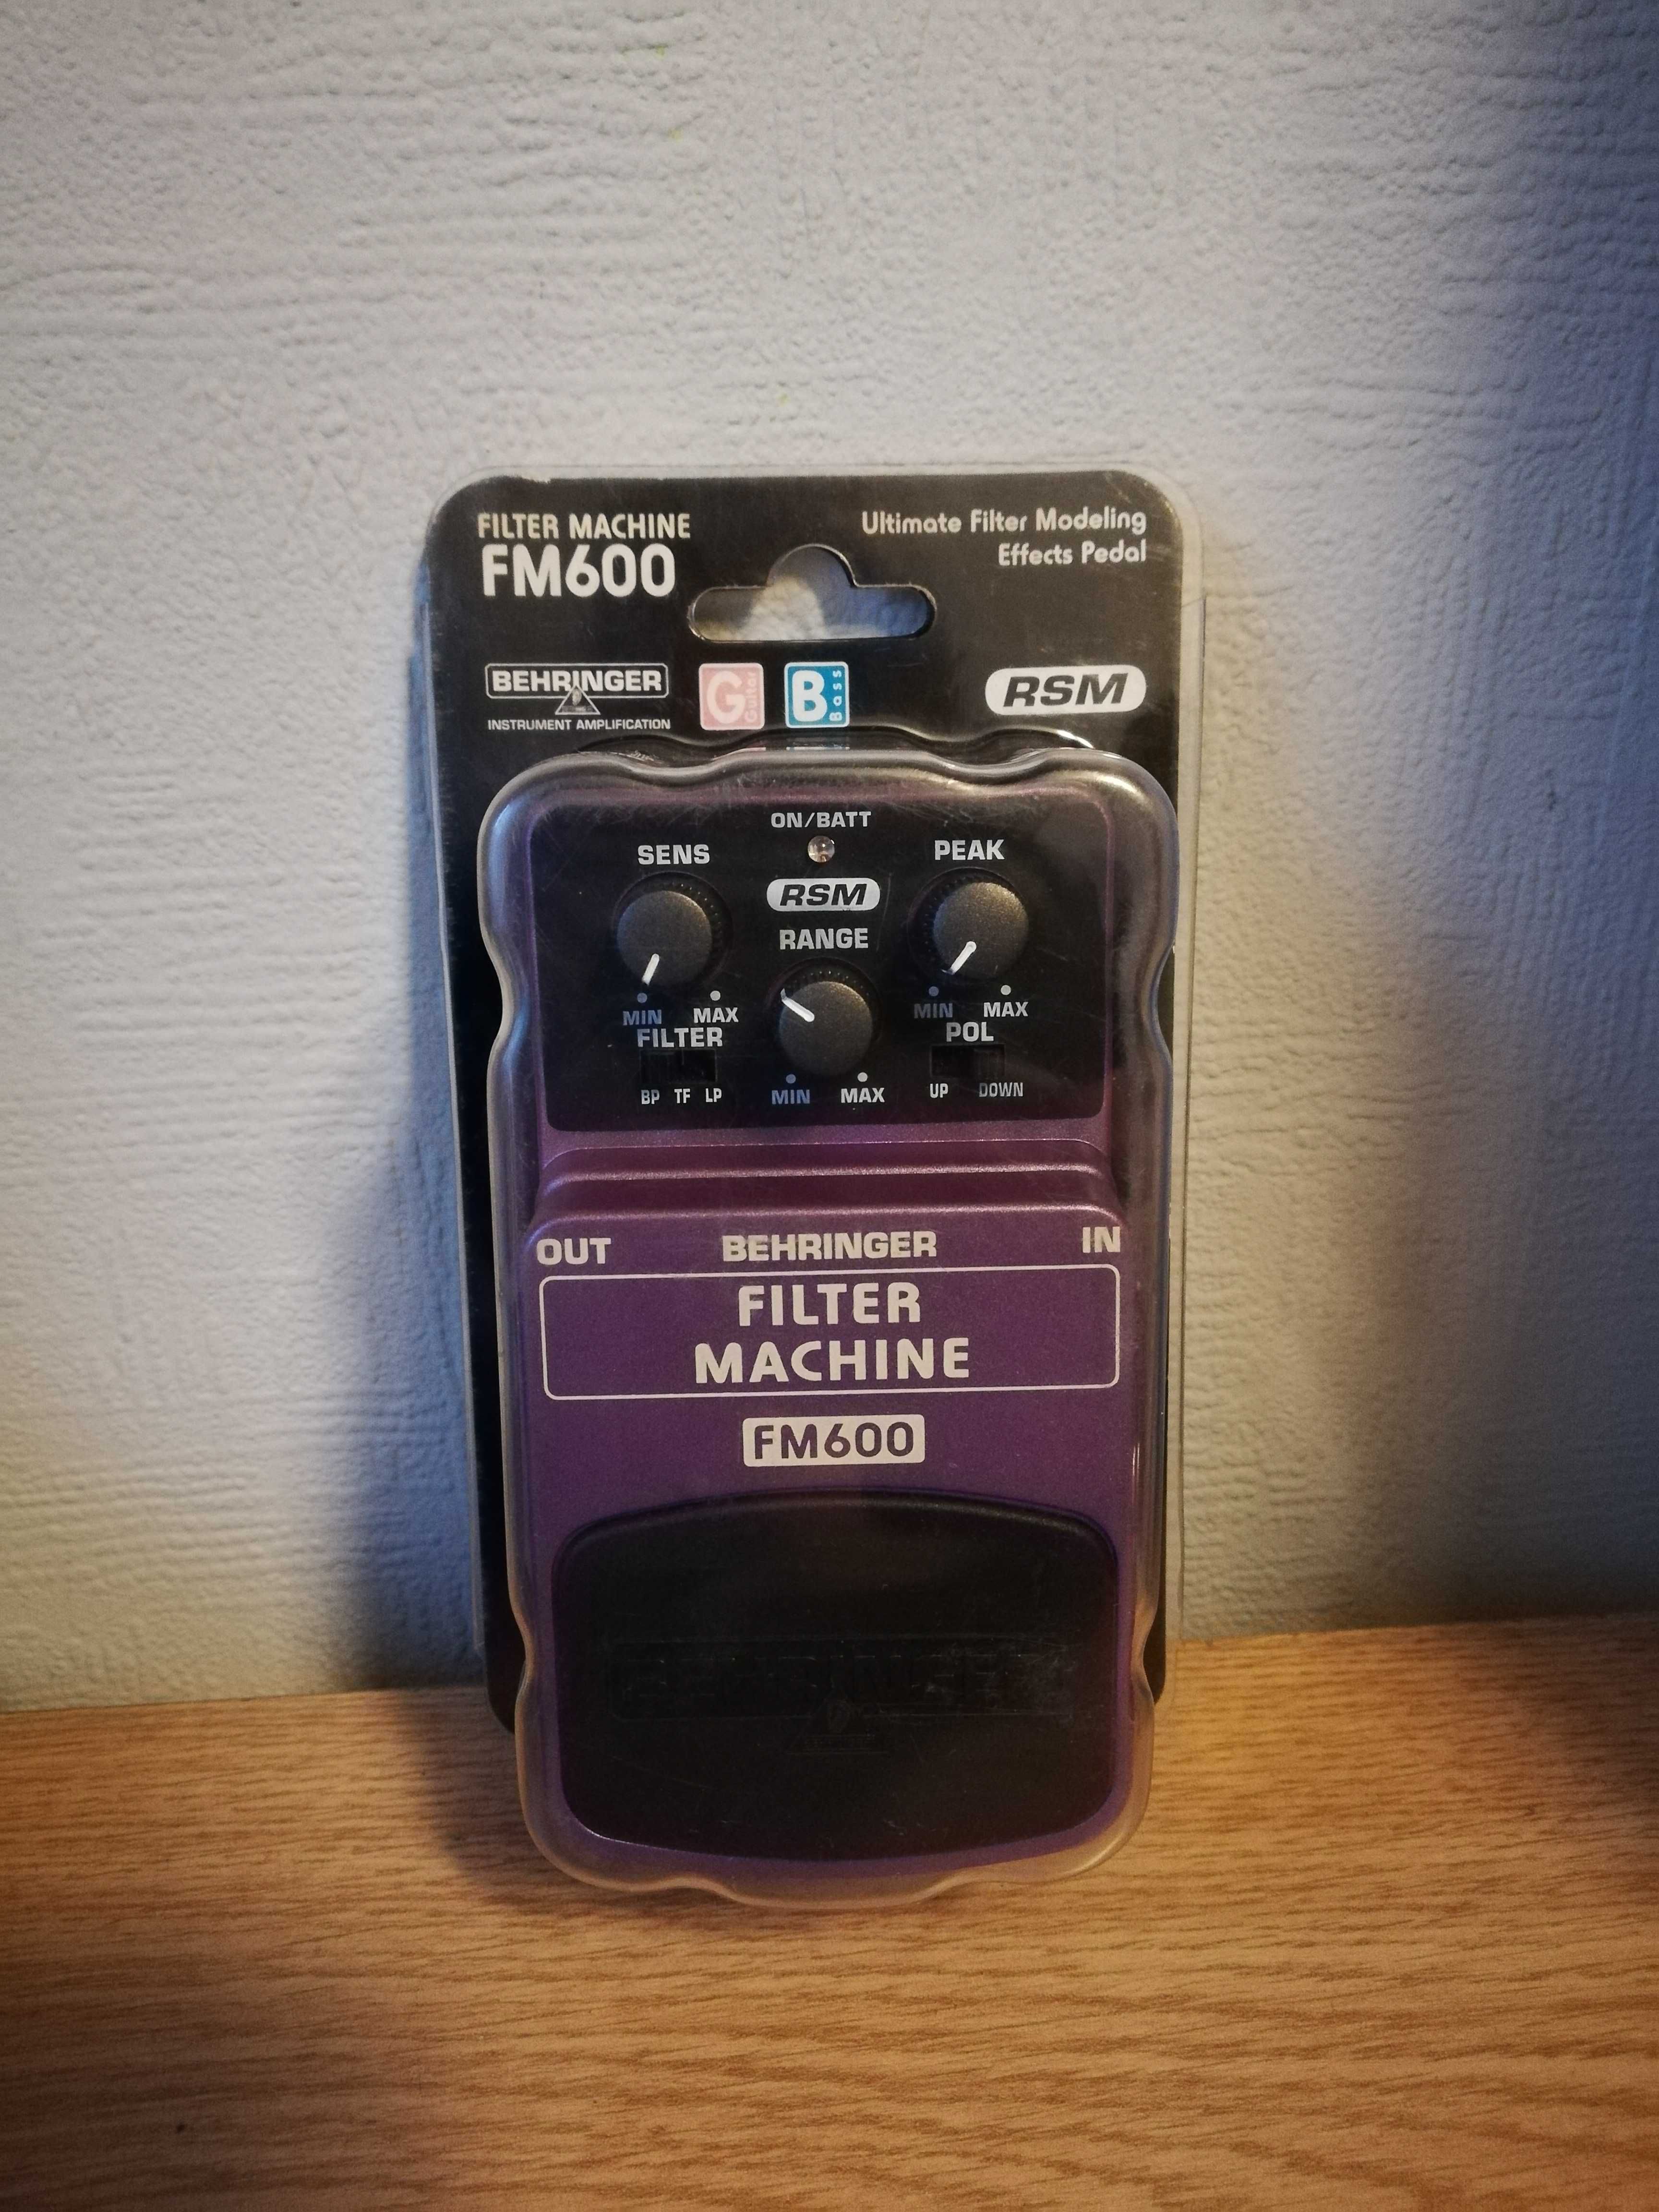 FILTER MACHINE
FM600
Ultimate Filter Modeling
Effects Pedal
BEHRINGER
INSTRUMENT AMPLIFICATION
G Guitar
B Bass
RSM
ON/BATT
SENS
PEAK
RSM
RANGE
MIN MAX
MIN MAX
FILTER
POL
BP TF LP
MIN MAX
UP DOWN
OUT
BEHRINGER
IN
FILTER
MACHINE
FM600
BEHRINGER